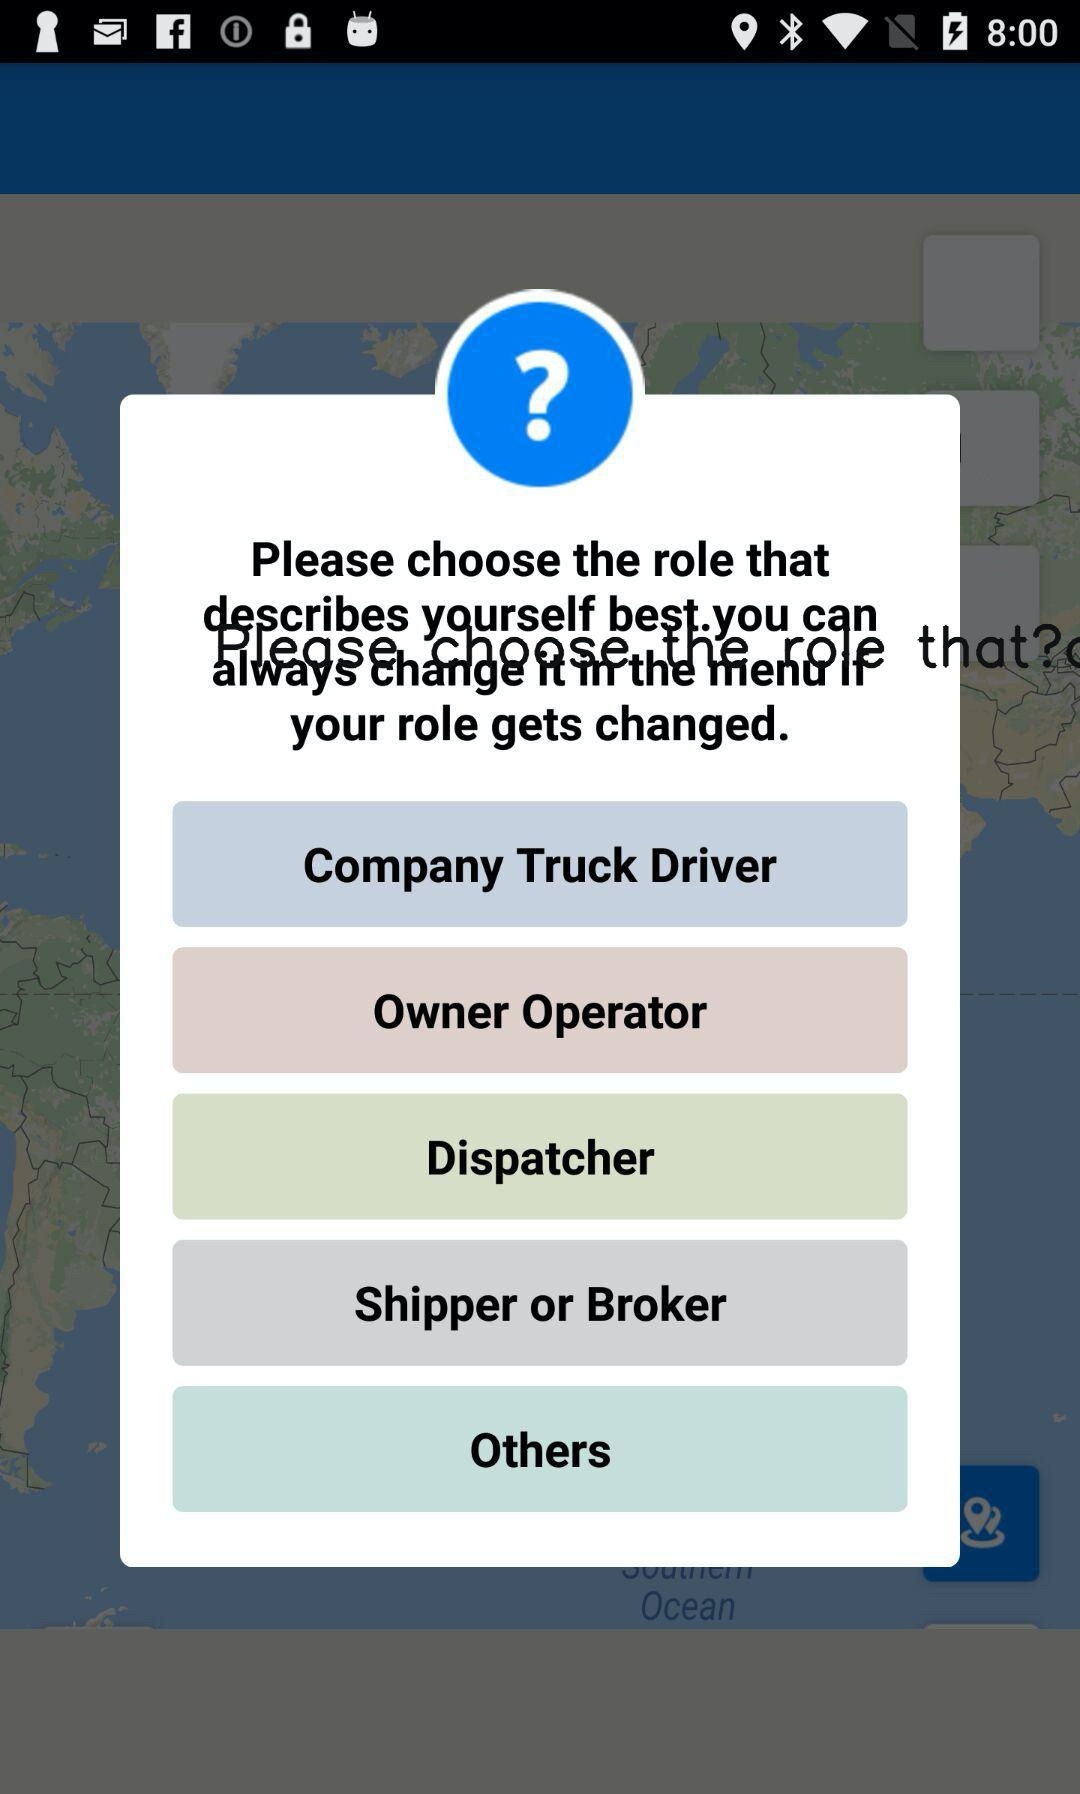 8:00
Please choose the role that
describes yourself best.you can
Please choose the role that?
always change it in the menu if
your role gets changed.
Company Truck Driver
Owner Operator
Dispatcher
Shipper or Broker
Others
Southern
Ocean